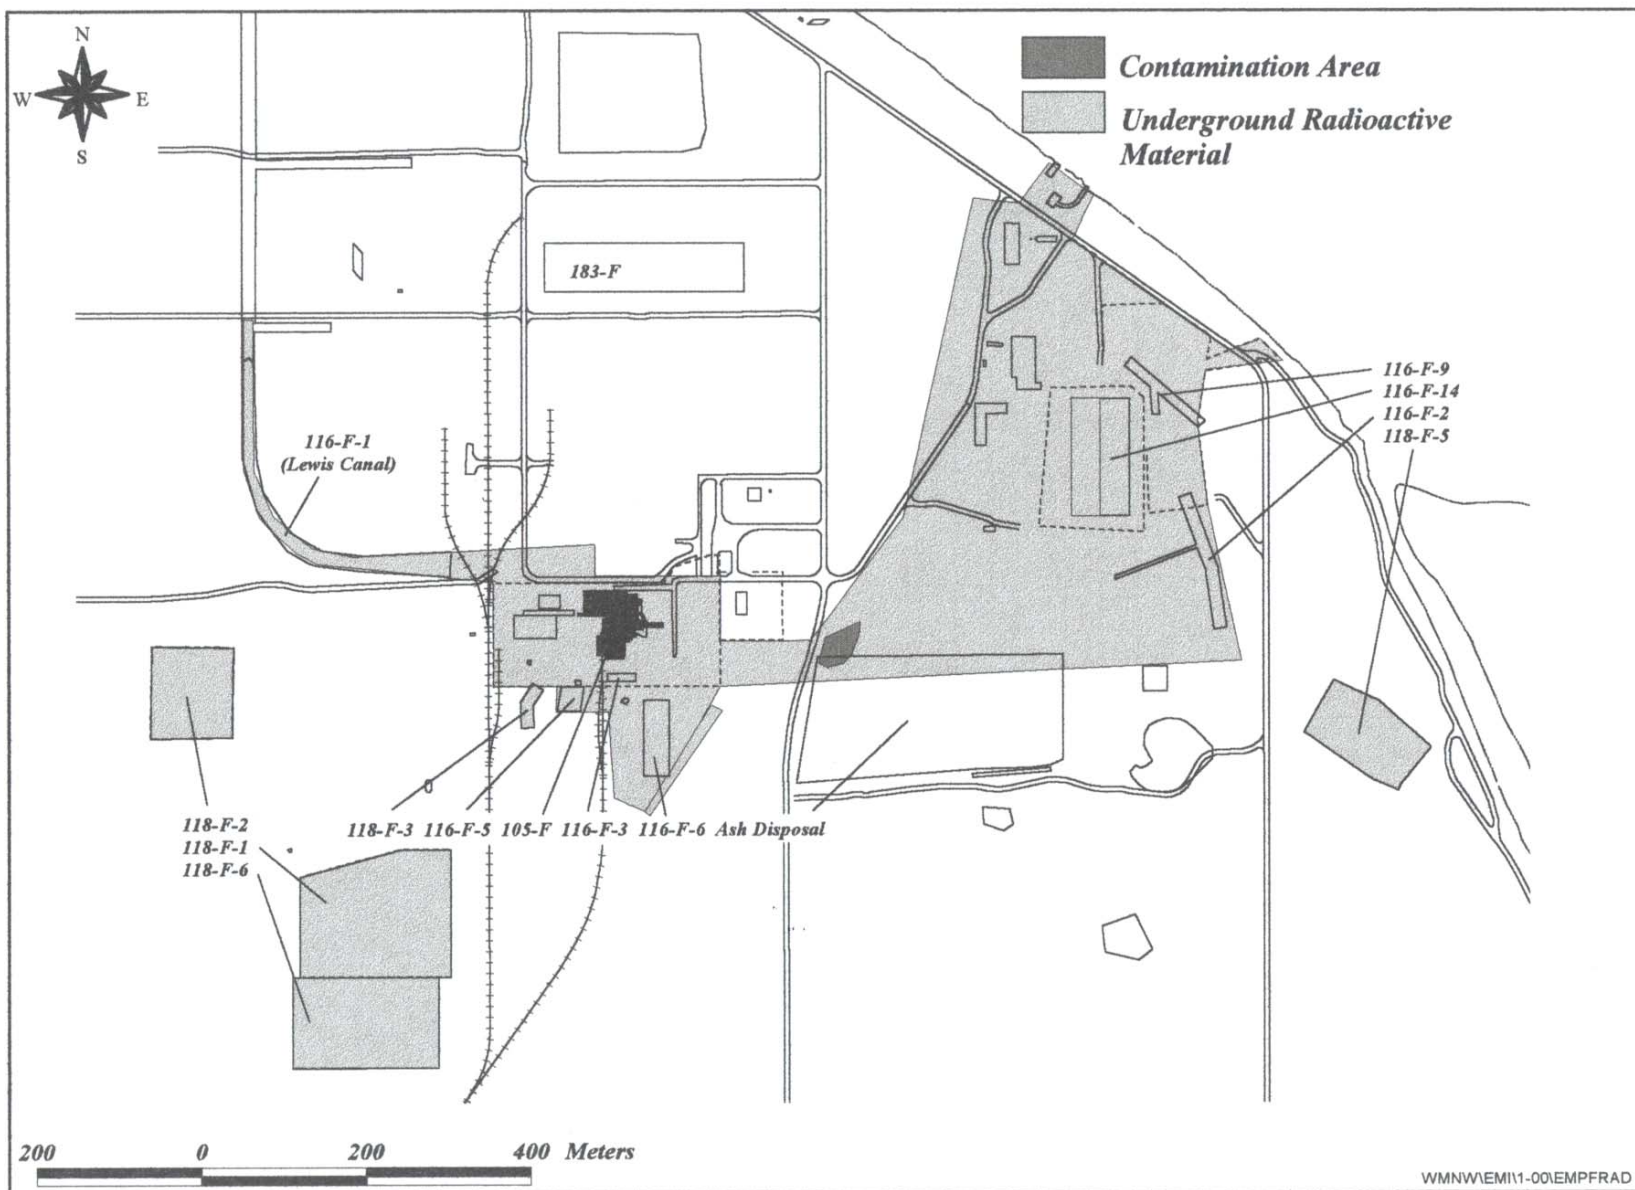 N
W E
S
Contamination Area
Underground Radioactive
Material
183-F
116-F-9
116-F-14
116-F-2
118-F-5
116-F-1
(Lewis Canal)
118-F-2
118-F-1
118-F-6
118-F-3 116-F-5 105-F 116-F-3 116-F-6 Ash Disposal
200 0 200 400 Meters
WMNW\EMI\1-00\EMPFRAD